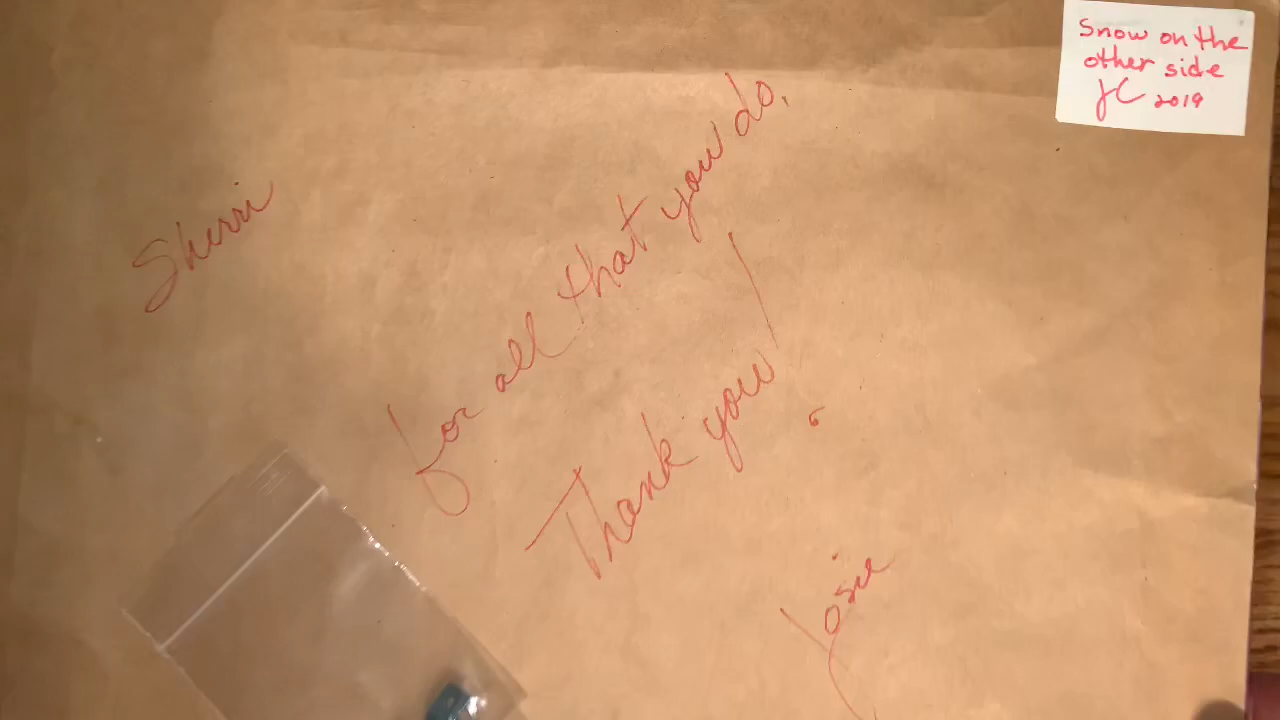 Snow on the
other side
JC 2019
Sherri
for all that you do.
Thank you!
Josie